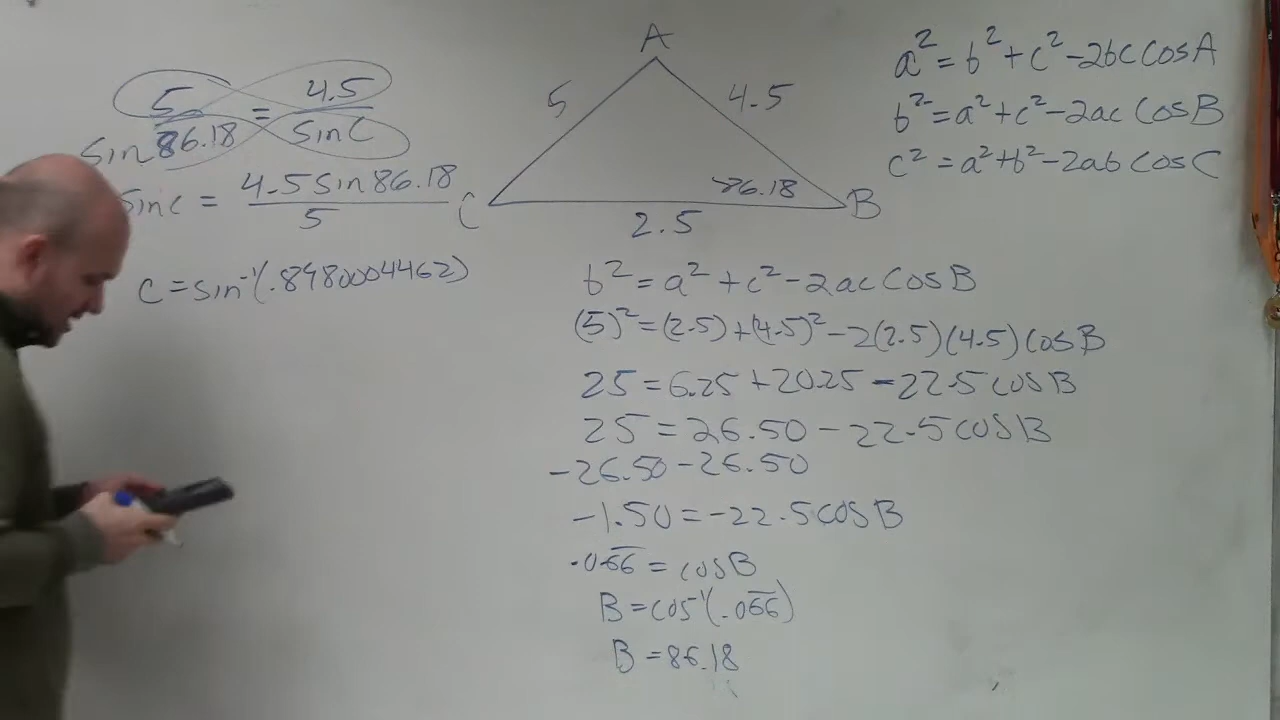 5 / sin 86.18 = 4.5 / sin C
sin C = 4.5 sin 86.18 / 5
C = sin⁻¹(.8980004462)
A
5
4.5
C
86.18
B
2.5
b² = a² + c² - 2ac Cos B
(5)² = (2.5) + (4.5)² - 2(2.5)(4.5) cos B
25 = 6.25 + 20.25 - 22.5 cos B
25 = 26.50 - 22.5 cos B
-26.50 -26.50
-1.50 = -22.5 cos B
.06̅6̅ = cos B
B = cos⁻¹(.06̅6̅)
B = 86.18
a² = b² + c² - 2bc Cos A
b² = a² + c² - 2ac Cos B
c² = a² + b² - 2ab Cos C